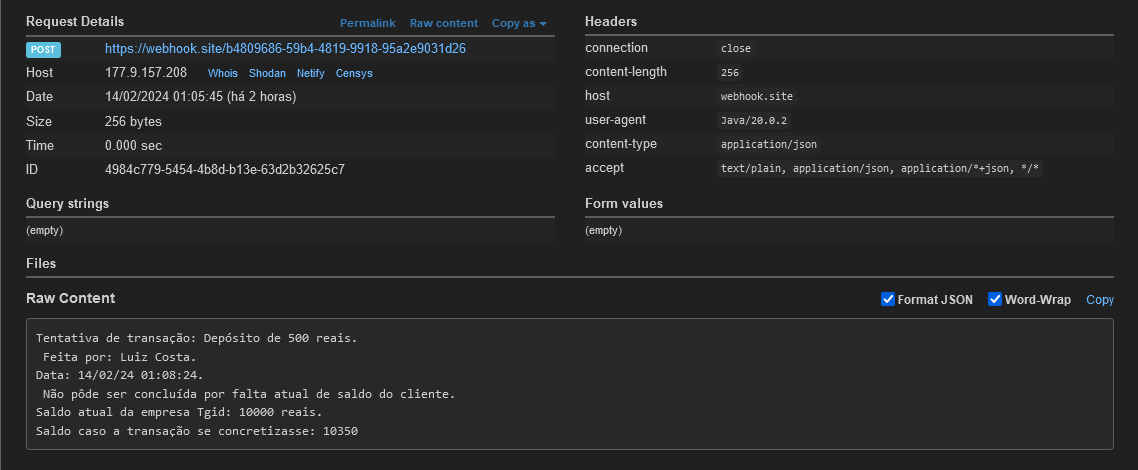 Request Details Permalink Raw content Copy as
POST https://webhook.site/b4809686-59b4-4819-9918-95a2e9031d26
Host 177.9.157.208 Whois Shodan Netify Censys
Date 14/02/2024 01:05:45 (há 2 horas)
Size 256 bytes
Time 0.000 sec
ID 4984c779-5454-4b8d-b13e-63d2b32625c7
Headers
connection close
content-length 256
host webhook.site
user-agent Java/20.0.2
content-type application/json
accept text/plain, application/json, application/*+json, */*
Query strings
(empty)
Form values
(empty)
Files
Raw Content Format JSON Word-Wrap Copy
Tentativa de transação: Depósito de 500 reais.
Feita por: Luiz Costa.
Data: 14/02/24 01:08:24.
Não pôde ser concluída por falta atual de saldo do cliente.
Saldo atual da empresa Tgid: 10000 reais.
Saldo caso a transação se concretizasse: 10350